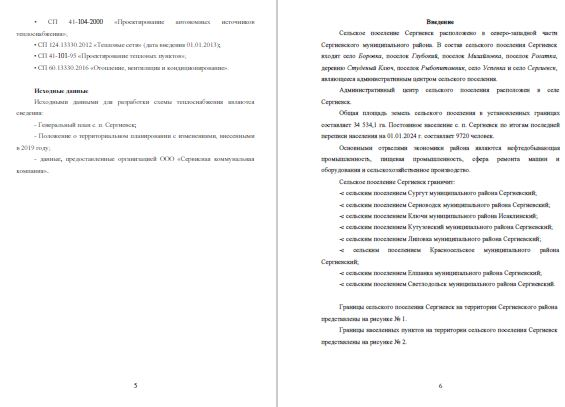 • СП 41-104-2000 «Проектирование автономных источников
теплоснабжения»;
• СП 124.13330.2012 «Тепловые сети» (дата введения 01.01.2013);
• СП 41-101-95 «Проектирование тепловых пунктов»;
• СП 60.13330.2016 «Отопление, вентиляция и кондиционирование».
Исходные данные
Исходными данными для разработки схемы теплоснабжения являются
сведения:
- Генеральный план с. п. Сергиевск;
- Положение о территориальном планировании с изменениями, внесенными
в 2019 году;
- данные, предоставленные организацией ООО «Сервисная коммунальная
компания».
5
Введение
Сельское поселение Сергиевск расположено в северо-западной части
Сергиевского муниципального района. В состав сельского поселения Сергиевск
входят село Боровка, поселок Глубокий, поселок Михайловка, поселок Рогатка,
деревню Студеный Ключ, поселок Рыбопитомник, село Успенка и село Сергиевск,
являющееся административным центром сельского поселения.
Административный центр сельского поселения расположен в селе
Сергиевск.
Общая площадь земель сельского поселения в установленных границах
составляет 34 534,1 га. Постоянное население с. п. Сергиевск по итогам последней
переписи населения на 01.01.2024 г. составляет 9720 человек.
Основными отраслями экономики района являются нефтедобывающая
промышленность, пищевая промышленность, сфера ремонта машин и
оборудования и сельскохозяйственное производство.
Сельское поселение Сергиевск граничит:
-с сельским поселением Сургут муниципального района Сергиевский;
-с сельским поселением Серноводск муниципального района Сергиевский;
-с сельским поселением Ключи муниципального района Исаклинский;
-с сельским поселением Кутузовский муниципального района Сергиевский;
-с сельским поселением Липовка муниципального района Сергиевский;
-с сельским поселением Красносельское муниципального района
Сергиевский;
-с сельским поселением Елшанка муниципального района Сергиевский;
-с сельским поселением Светлодольск муниципального района Сергиевский.
Границы сельского поселения Сергиевск на территории Сергиевского района
представлены на рисунке № 1.
Границы населенных пунктов на территории сельского поселения Сергиевск
представлены на рисунке № 2.
6